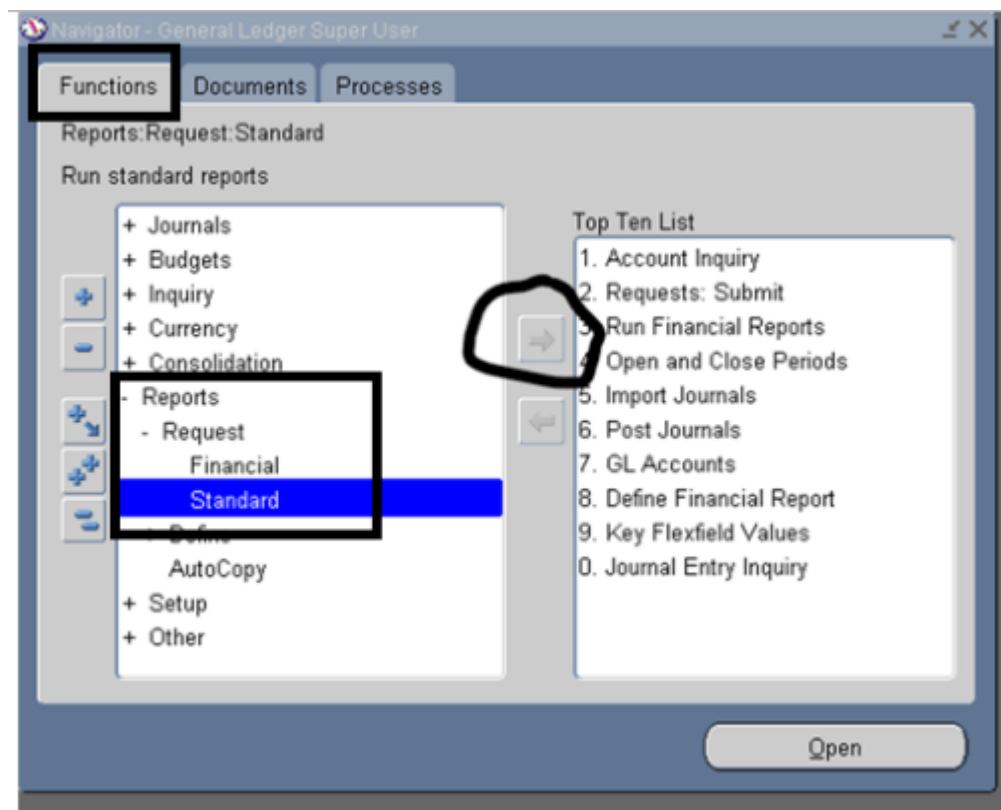 Navigator - General Ledger Super User
Functions Documents Processes
Reports:Request:Standard
Run standard reports
+ Journals
+ Budgets
+ Inquiry
+ Currency
+ Consolidation
- Reports
- Request
Financial
Standard
+ Define
AutoCopy
+ Setup
+ Other
Top Ten List
1. Account Inquiry
2. Requests: Submit
3. Run Financial Reports
4. Open and Close Periods
5. Import Journals
6. Post Journals
7. GL Accounts
8. Define Financial Report
9. Key Flexfield Values
0. Journal Entry Inquiry
Open